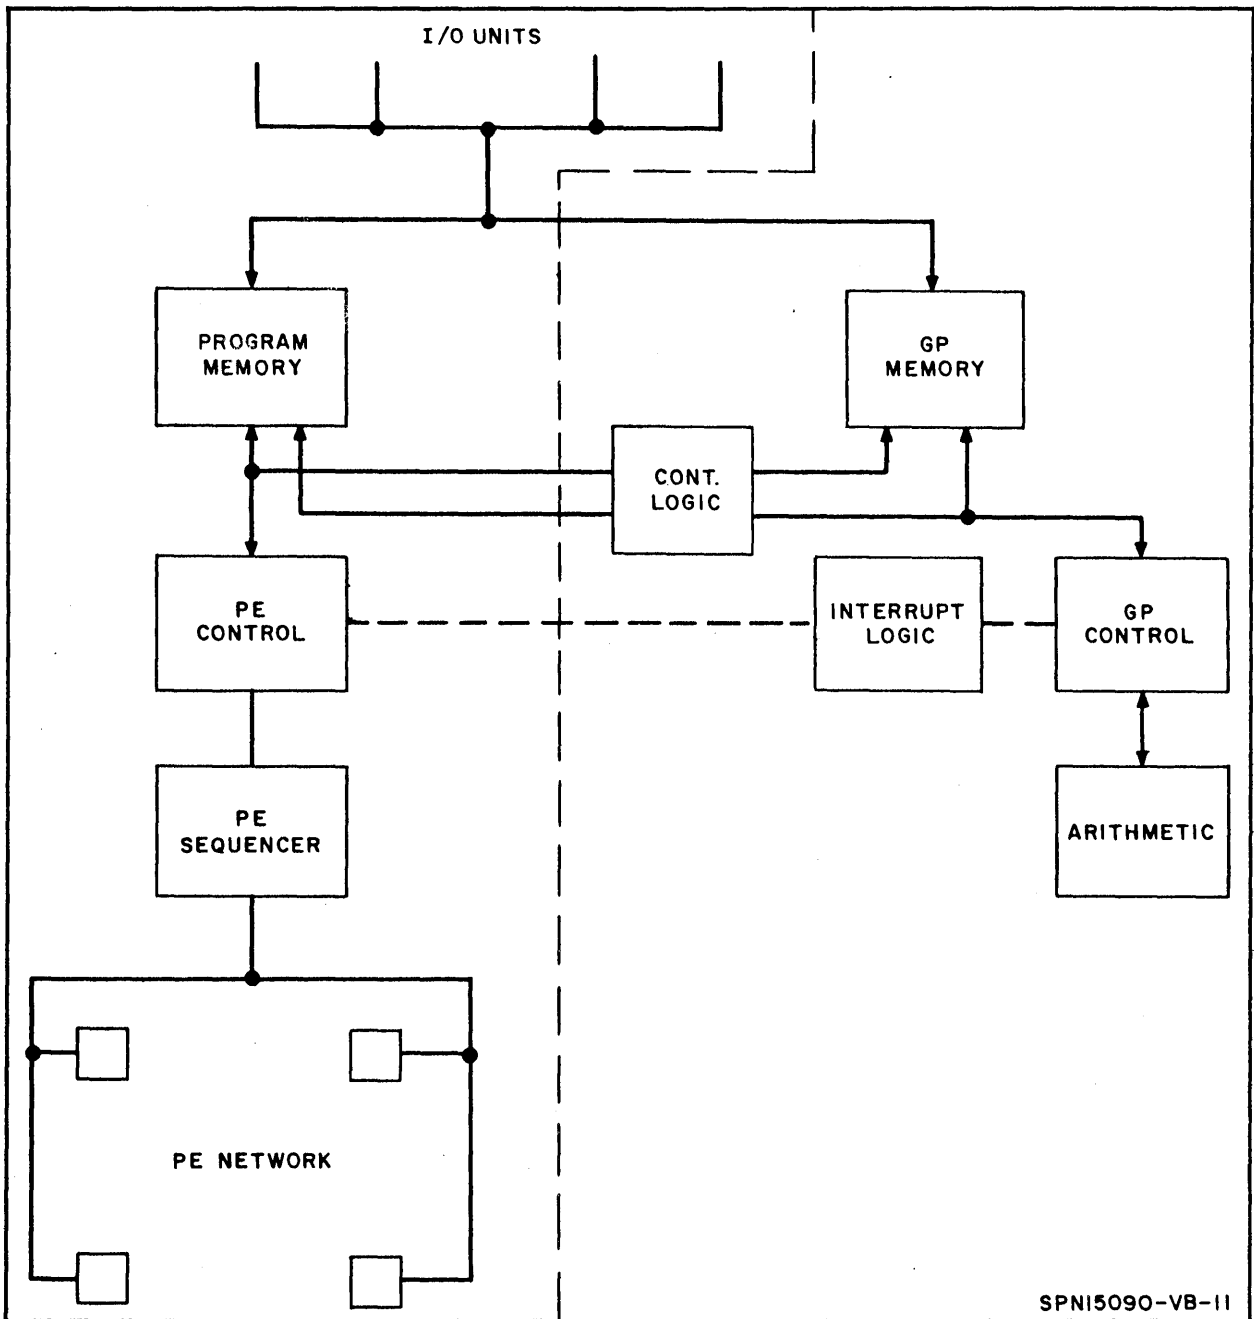 I/O UNITS
PROGRAM
MEMORY
GP
MEMORY
CONT.
LOGIC
PE
CONTROL
INTERRUPT
LOGIC
GP
CONTROL
PE
SEQUENCER
ARITHMETIC
PE NETWORK
SPN15090-VB-11